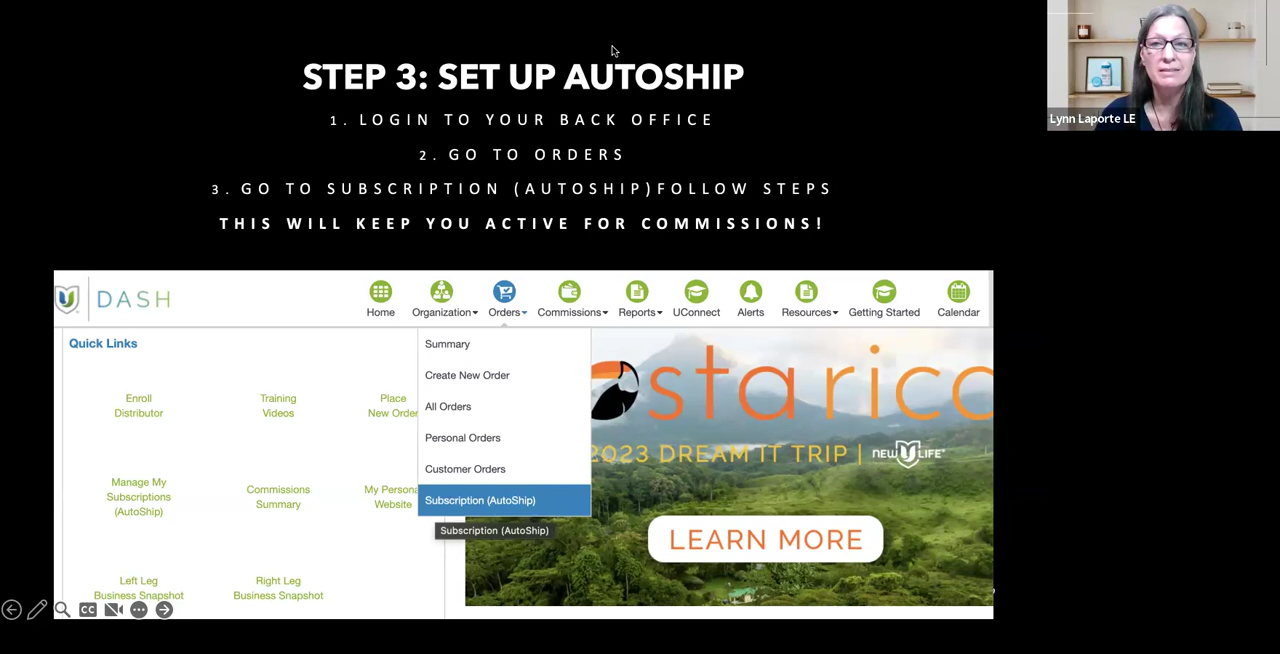 STEP 3: SET UP AUTOSHIP
1. LOGIN TO YOUR BACK OFFICE
2. GO TO ORDERS
3. GO TO SUBSCRIPTION (AUTOSHIP)FOLLOW STEPS
THIS WILL KEEP YOU ACTIVE FOR COMMISSIONS!
Lynn Laporte LE
DASH
Home
Organization
Orders
Commissions
Reports
UConnect
Alerts
Resources
Getting Started
Calendar
Quick Links
Enroll
Distributor
Training
Videos
Place
New Order
Manage My
Subscriptions
(AutoShip)
Commissions
Summary
My Persona
Website
Left Leg
Business Snapshot
Right Leg
Business Snapshot
Summary
Create New Order
All Orders
Personal Orders
Customer Orders
Subscription (AutoShip)
Subscription (AutoShip)
ostaric
2023 DREAM IT TRIP |
NEW U LIFE
LEARN MORE
CC